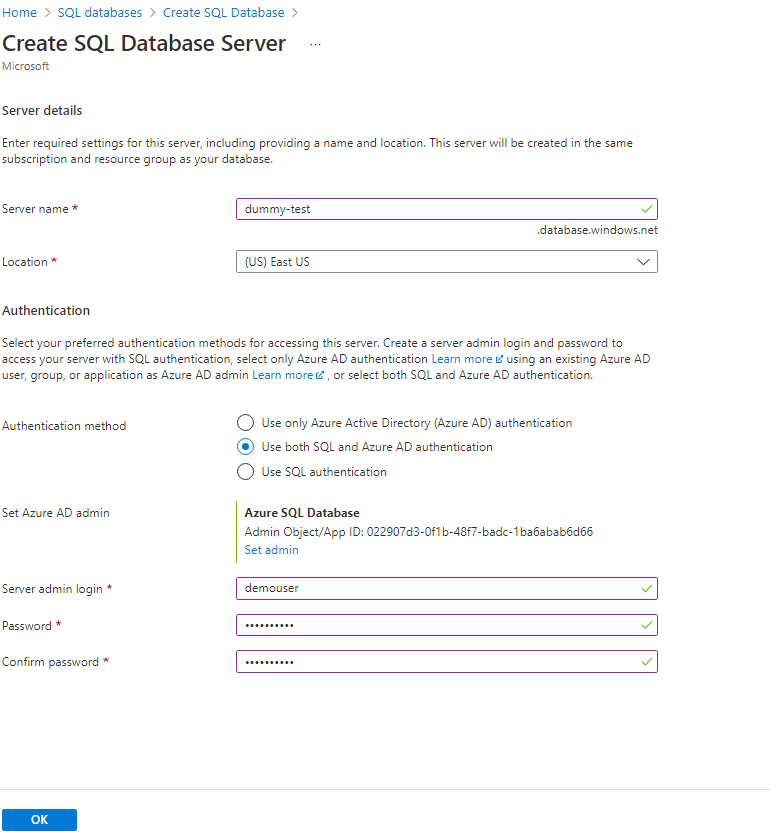 Home > SQL databases > Create SQL Database >
Create SQL Database Server ...
Microsoft
Server details
Enter required settings for this server, including providing a name and location. This server will be created in the same
subscription and resource group as your database.
Server name *
dummy-test
.database.windows.net
Location *
(US) East US
Authentication
Select your preferred authentication methods for accessing this server. Create a server admin login and password to
access your server with SQL authentication, select only Azure AD authentication Learn more using an existing Azure AD
user, group, or application as Azure AD admin Learn more , or select both SQL and Azure AD authentication.
Authentication method
Use only Azure Active Directory (Azure AD) authentication
Use both SQL and Azure AD authentication
Use SQL authentication
Set Azure AD admin
Azure SQL Database
Admin Object/App ID: 022907d3-0f1b-48f7-badc-1ba6abab6d66
Set admin
Server admin login *
demouser
Password *
••••••••••
Confirm password *
••••••••••
OK